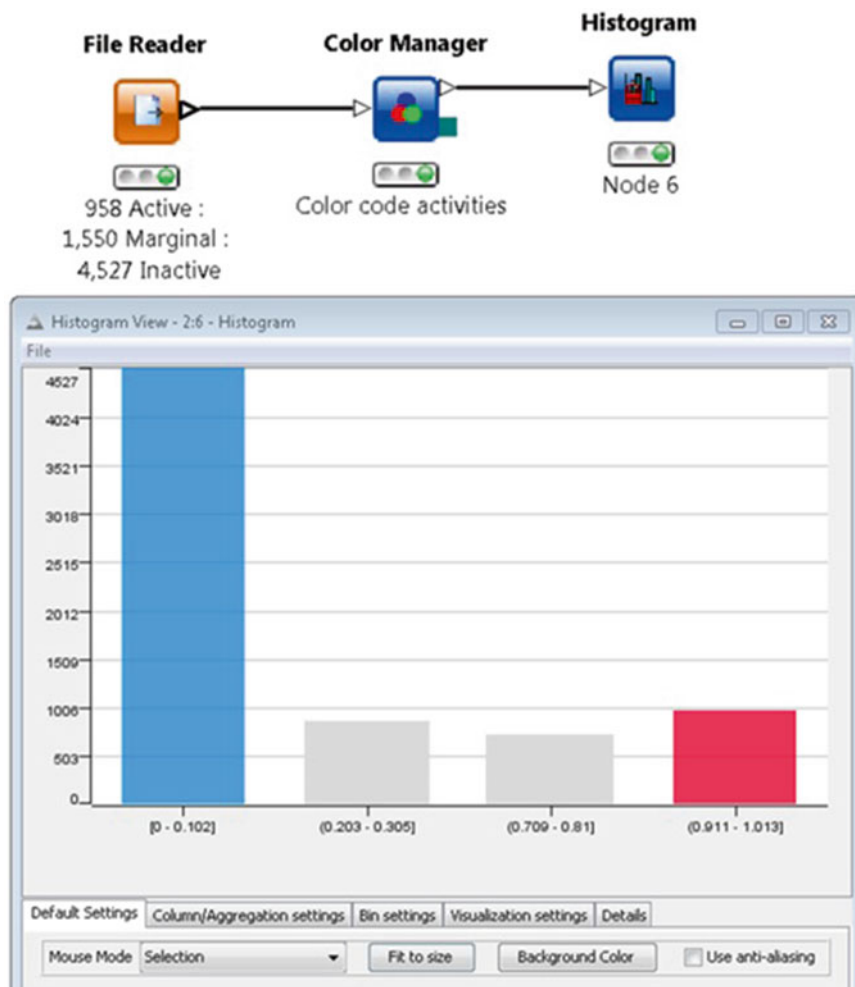 File Reader
Color Manager
Histogram
958 Active :
1,550 Marginal :
4,527 Inactive
Color code activities
Node 6
Histogram View - 2:6 - Histogram
File
4527
4024
3521
3018
2515
2012
1509
1006
503
0
[0 - 0.102]
(0.203 - 0.305]
(0.709 - 0.81]
(0.911 - 1.013]
Default Settings
Column/Aggregation settings
Bin settings
Visualization settings
Details
Mouse Mode
Selection
Fit to size
Background Color
Use anti-aliasing